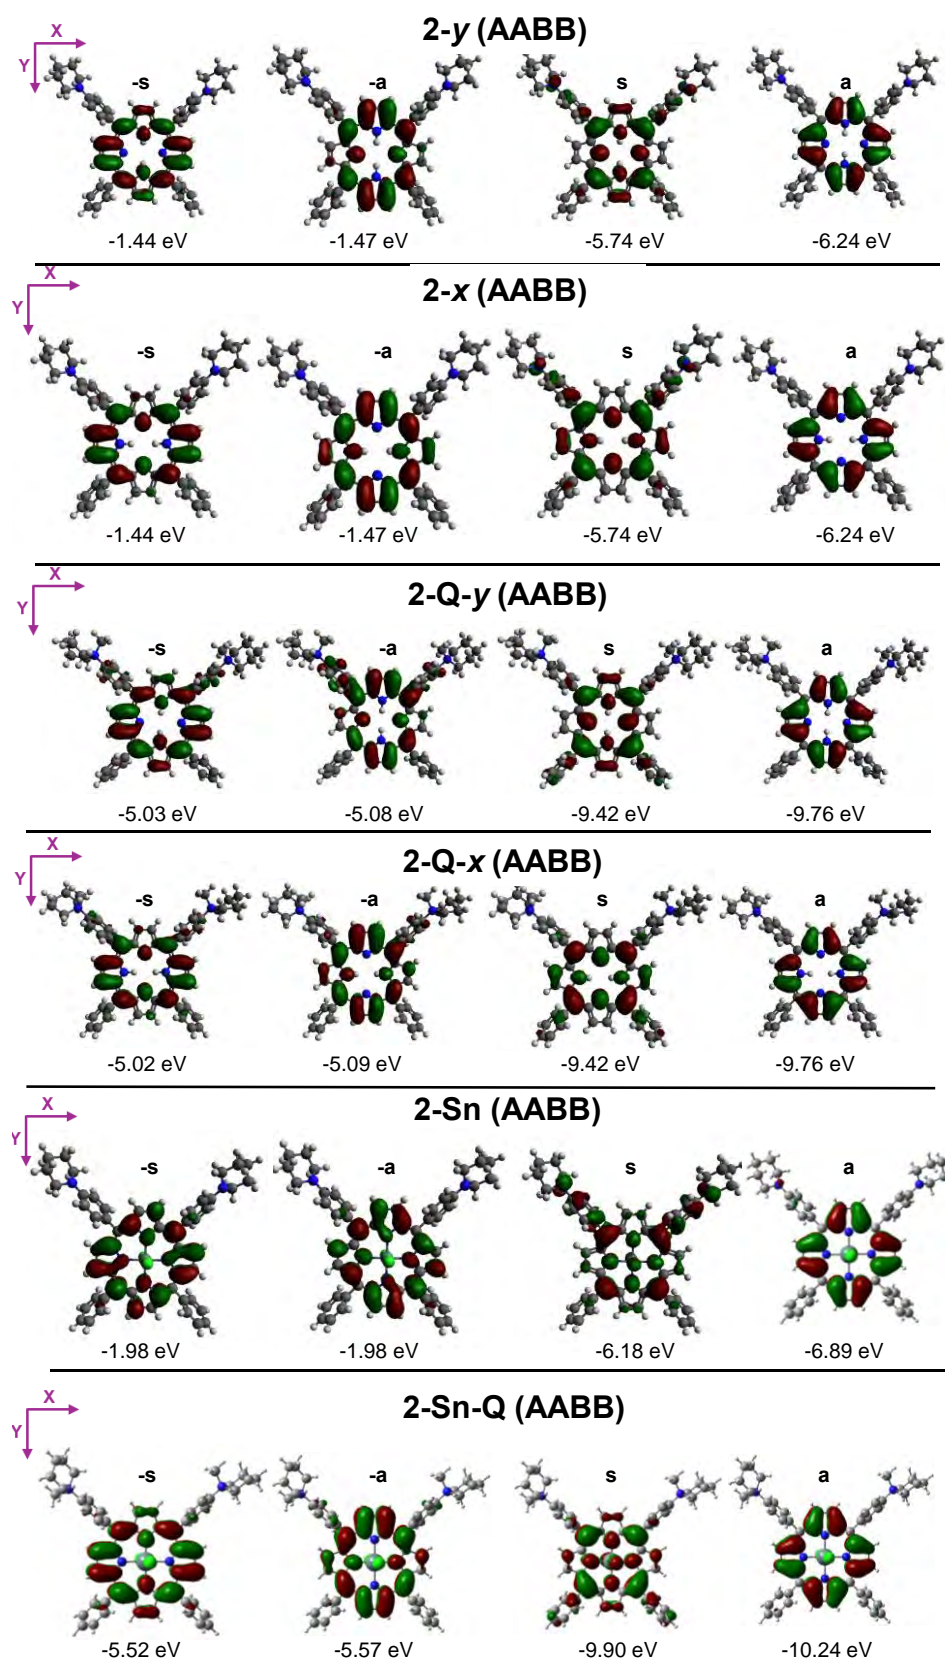 2-y (AABB)
X
Y
-s -a s a
-1.44 eV -1.47 eV -5.74 eV -6.24 eV
2-x (AABB)
X
Y
-s -a s a
-1.44 eV -1.47 eV -5.74 eV -6.24 eV
2-Q-y (AABB)
X
Y
-s -a s a
-5.03 eV -5.08 eV -9.42 eV -9.76 eV
2-Q-x (AABB)
X
Y
-s -a s a
-5.02 eV -5.09 eV -9.42 eV -9.76 eV
2-Sn (AABB)
X
Y
-s -a s a
-1.98 eV -1.98 eV -6.18 eV -6.89 eV
2-Sn-Q (AABB)
X
Y
-s -a s a
-5.52 eV -5.57 eV -9.90 eV -10.24 eV